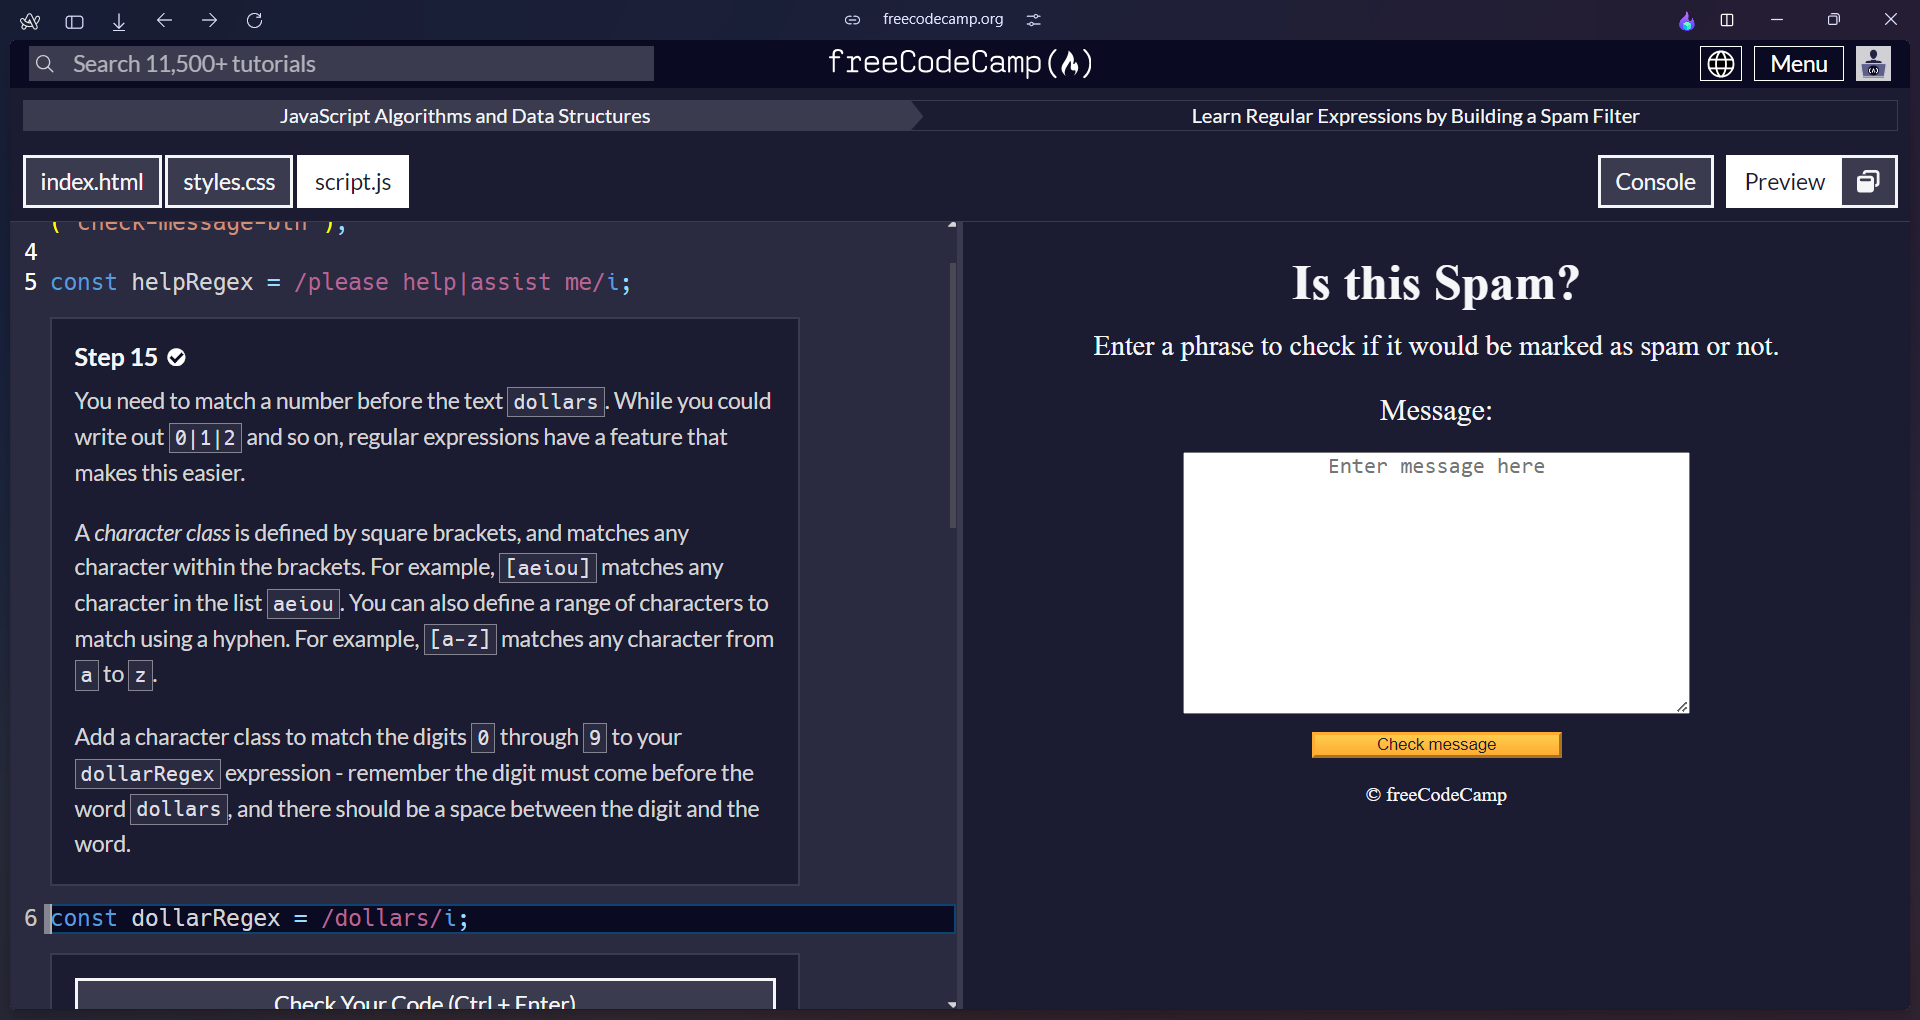 freecodecamp.org
Search 11,500+ tutorials
freeCodeCamp(🔥)
Menu
JavaScript Algorithms and Data Structures
Learn Regular Expressions by Building a Spam Filter
index.html
styles.css
script.js
Console
Preview
("check-message-btn");
4
5 const helpRegex = /please help|assist me/i;
Step 15
You need to match a number before the text dollars. While you could
write out 0|1|2 and so on, regular expressions have a feature that
makes this easier.
A character class is defined by square brackets, and matches any
character within the brackets. For example, [aeiou] matches any
character in the list aeiou. You can also define a range of characters to
match using a hyphen. For example, [a-z] matches any character from
a to z.
Add a character class to match the digits 0 through 9 to your
dollarRegex expression - remember the digit must come before the
word dollars, and there should be a space between the digit and the
word.
6 const dollarRegex = /dollars/i;
Check Your Code (Ctrl + Enter)
Is this Spam?
Enter a phrase to check if it would be marked as spam or not.
Message:
Enter message here
Check message
© freeCodeCamp